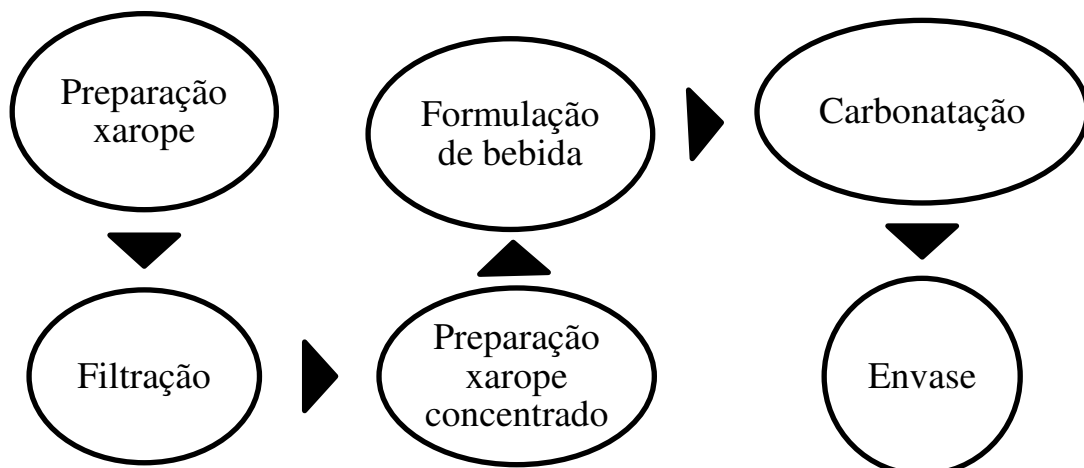 Preparação
xarope
Filtração
Preparação
xarope
concentrado
Formulação
de bebida
Carbonatação
Envase